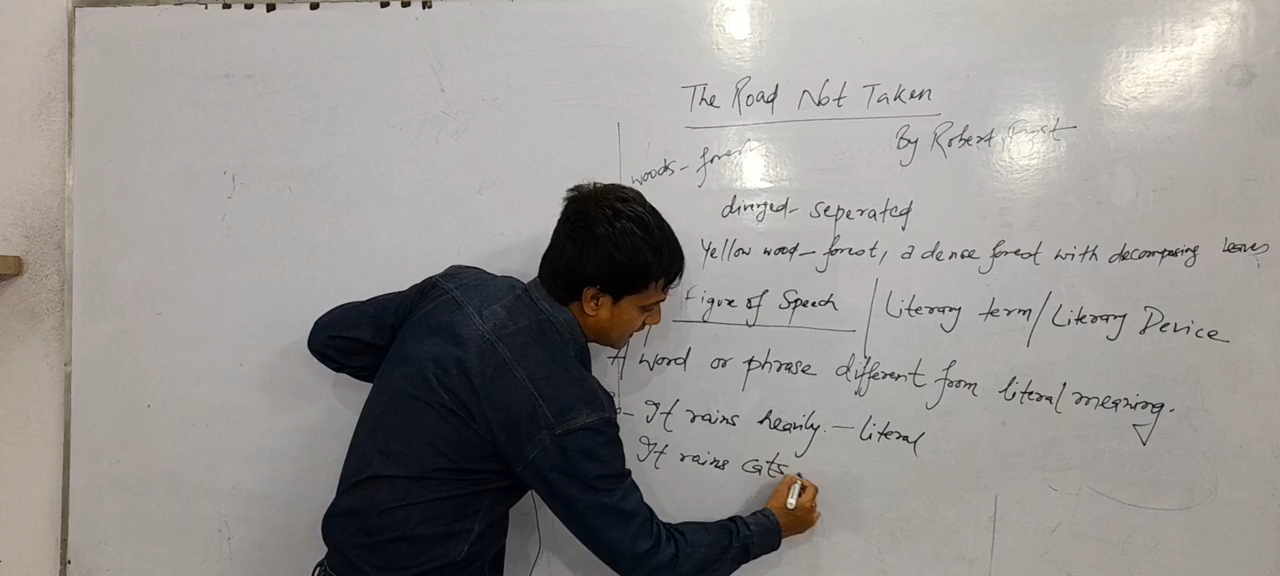 The Road Not Taken
By Robert Frost
woods - forest
diverged - seperated
Yellow wood - forest, a dense forest with decomposing leaves
Figure of Speech | Literary term/Literary Device
A word or phrase different from literal meaning.
- It rains heavily. - literal
It rains cats